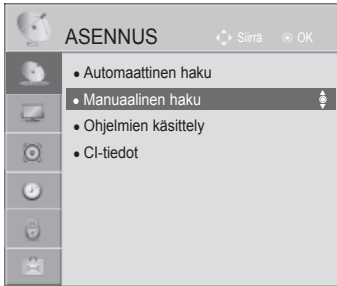 ASENNUS
Siirrä OK
Automaattinen haku
Manuaalinen haku
Ohjelmien käsittely
CI-tiedot